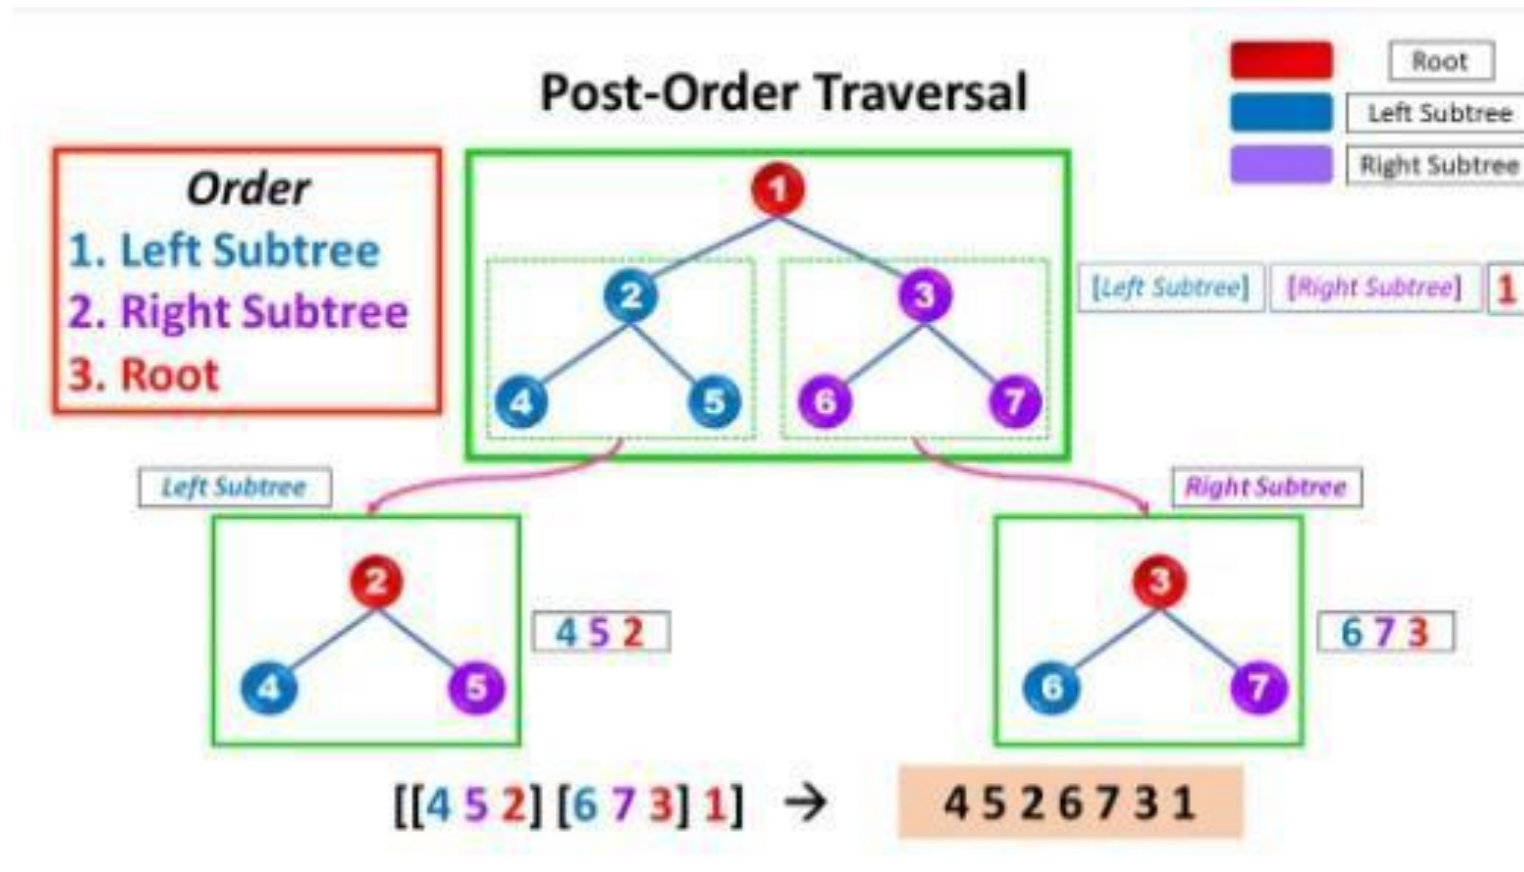 Post-Order Traversal
Root
Left Subtree
Right Subtree
Order
1. Left Subtree
2. Right Subtree
3. Root
1
2
3
4
5
6
7
[Left Subtree] [Right Subtree] 1
Left Subtree
2
4
5
4 5 2
Right Subtree
3
6
7
6 7 3
[[4 5 2] [6 7 3] 1] → 4 5 2 6 7 3 1